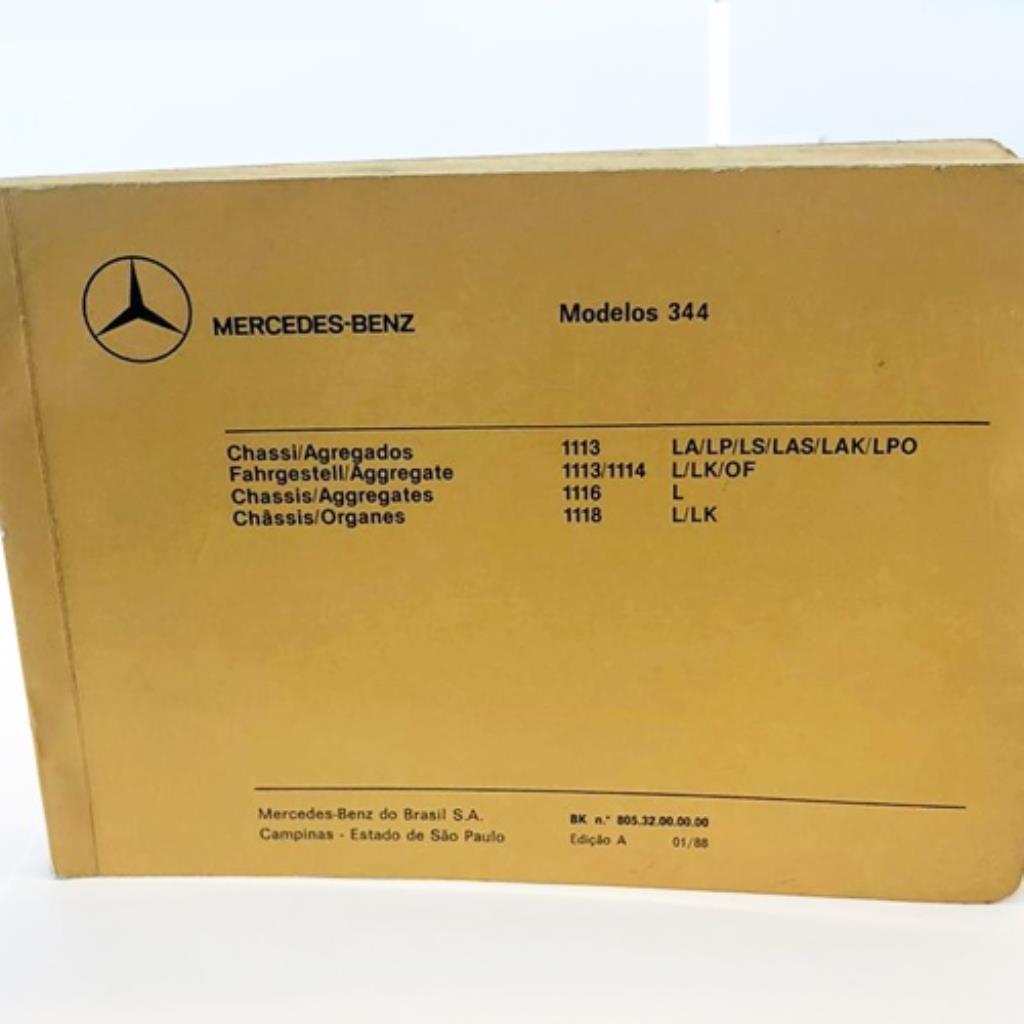 MERCEDES-BENZ Modelos 344
Chassi/Agregados 1113 LA/LP/LS/LAS/LAK/LPO
Fahrgestell/Aggregate 1113/1114 L/LK/OF
Chassis/Aggregates 1116 L
Châssis/Organes 1118 L/LK
Mercedes-Benz do Brasil S.A. BK n.° 805.32.00.00.00
Campinas - Estado de São Paulo Edição A 01/88